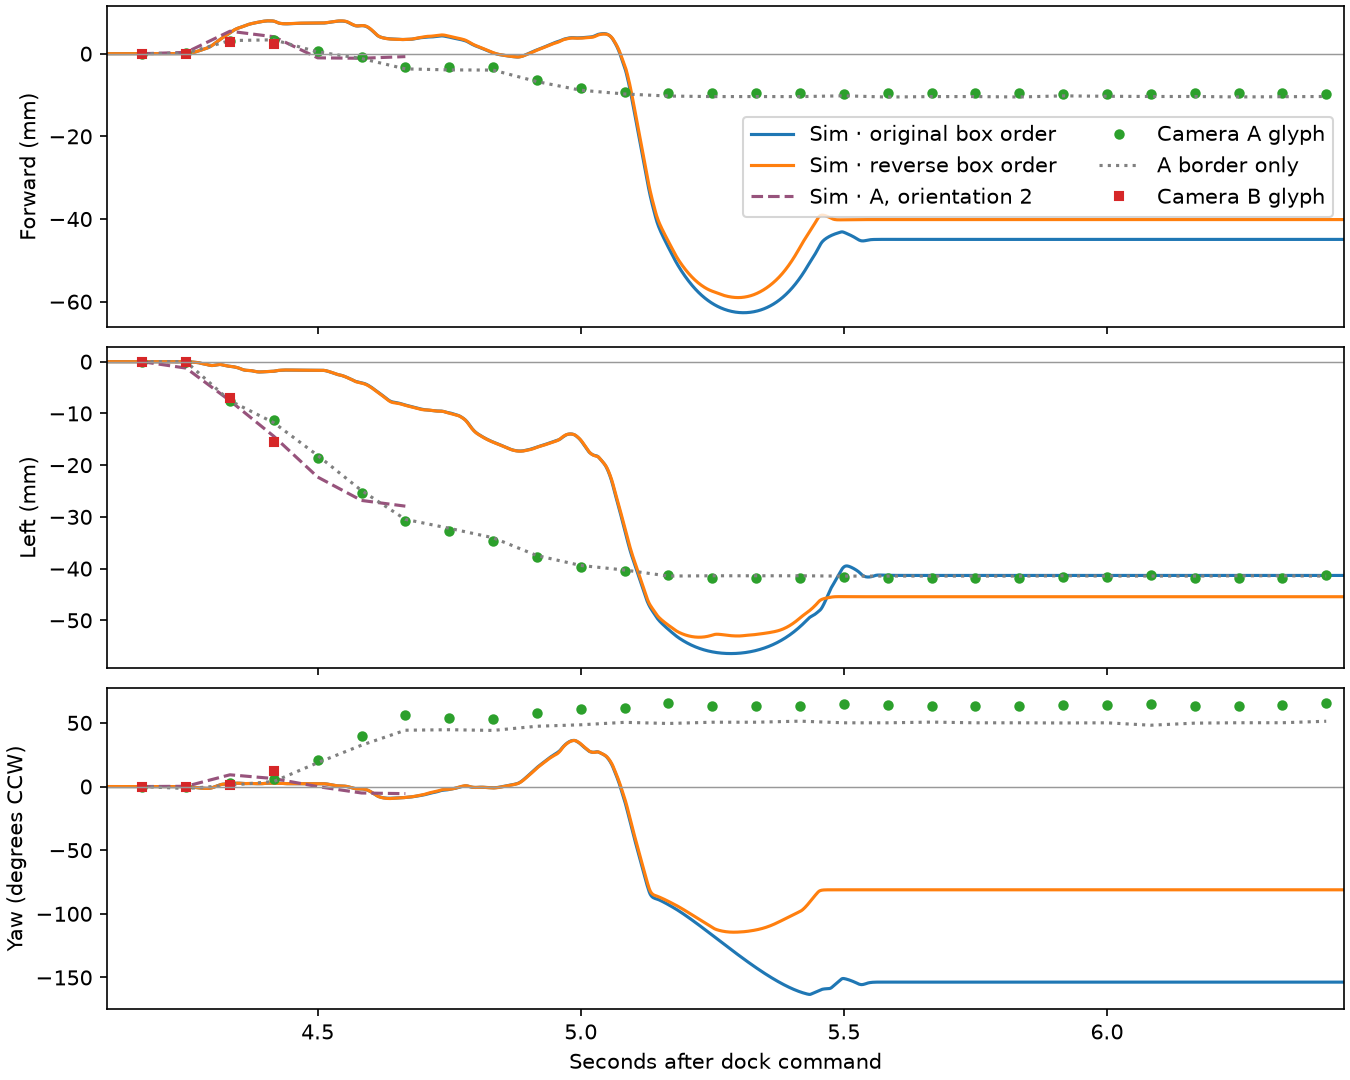 Forward (mm)
0
−20
−40
−60
Sim · original box order
Sim · reverse box order
Sim · A, orientation 2
Camera A glyph
A border only
Camera B glyph
Left (mm)
0
−10
−20
−30
−40
−50
Yaw (degrees CCW)
50
0
−50
−100
−150
4.5
5.0
5.5
6.0
Seconds after dock command